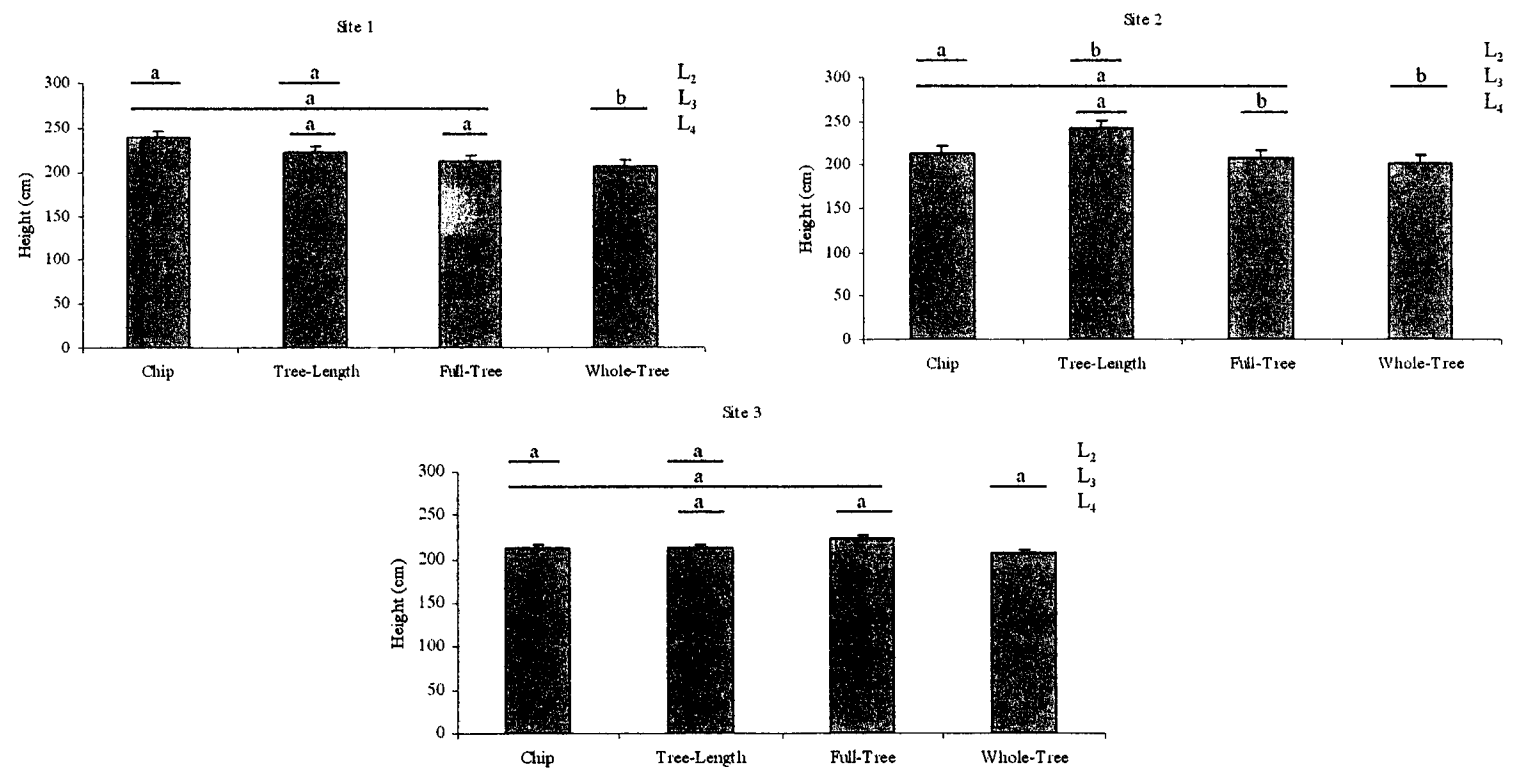 Site 1
a a L₂
300
a b L₃
250
a a L₄
200
150
100
50
0
Height (cm)
Chip Tree-Length Full-Tree Whole-Tree
Site 2
a b L₂
300
a b L₃
a b L₄
250
200
150
100
50
0
Height (cm)
Chip Tree-Length Full-Tree Whole-Tree
Site 3
a a L₂
300
a a L₃
a a L₄
250
200
150
100
50
0
Height (cm)
Chip Tree-Length Full-Tree Whole-Tree